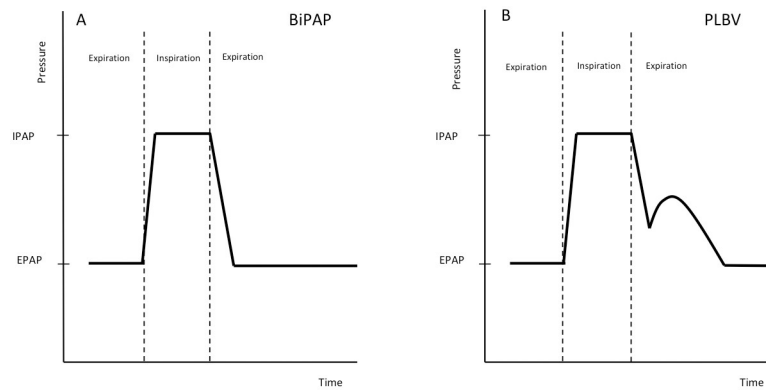 A
BiPAP
Pressure
Expiration
Inspiration
Expiration
IPAP
EPAP
Time
B
PLBV
Pressure
Expiration
Inspiration
Expiration
IPAP
EPAP
Time